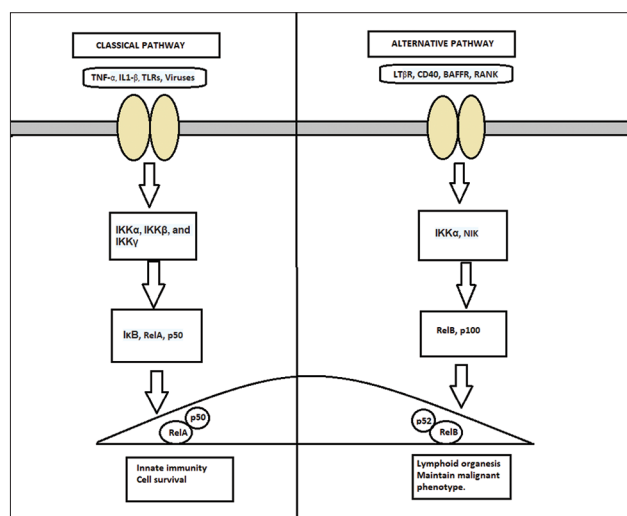 CLASSICAL PATHWAY
TNF-α, IL1-β, TLRs, Viruses
IKKα, IKKβ, and
IKKγ
IκB, RelA, p50
p50
RelA
Innate immunity
Cell survival
ALTERNATIVE PATHWAY
LTβR, CD40, BAFFR, RANK
IKKα, NIK
RelB, p100
p52
RelB
Lymphoid organesis
Maintain malignant
phenotype.